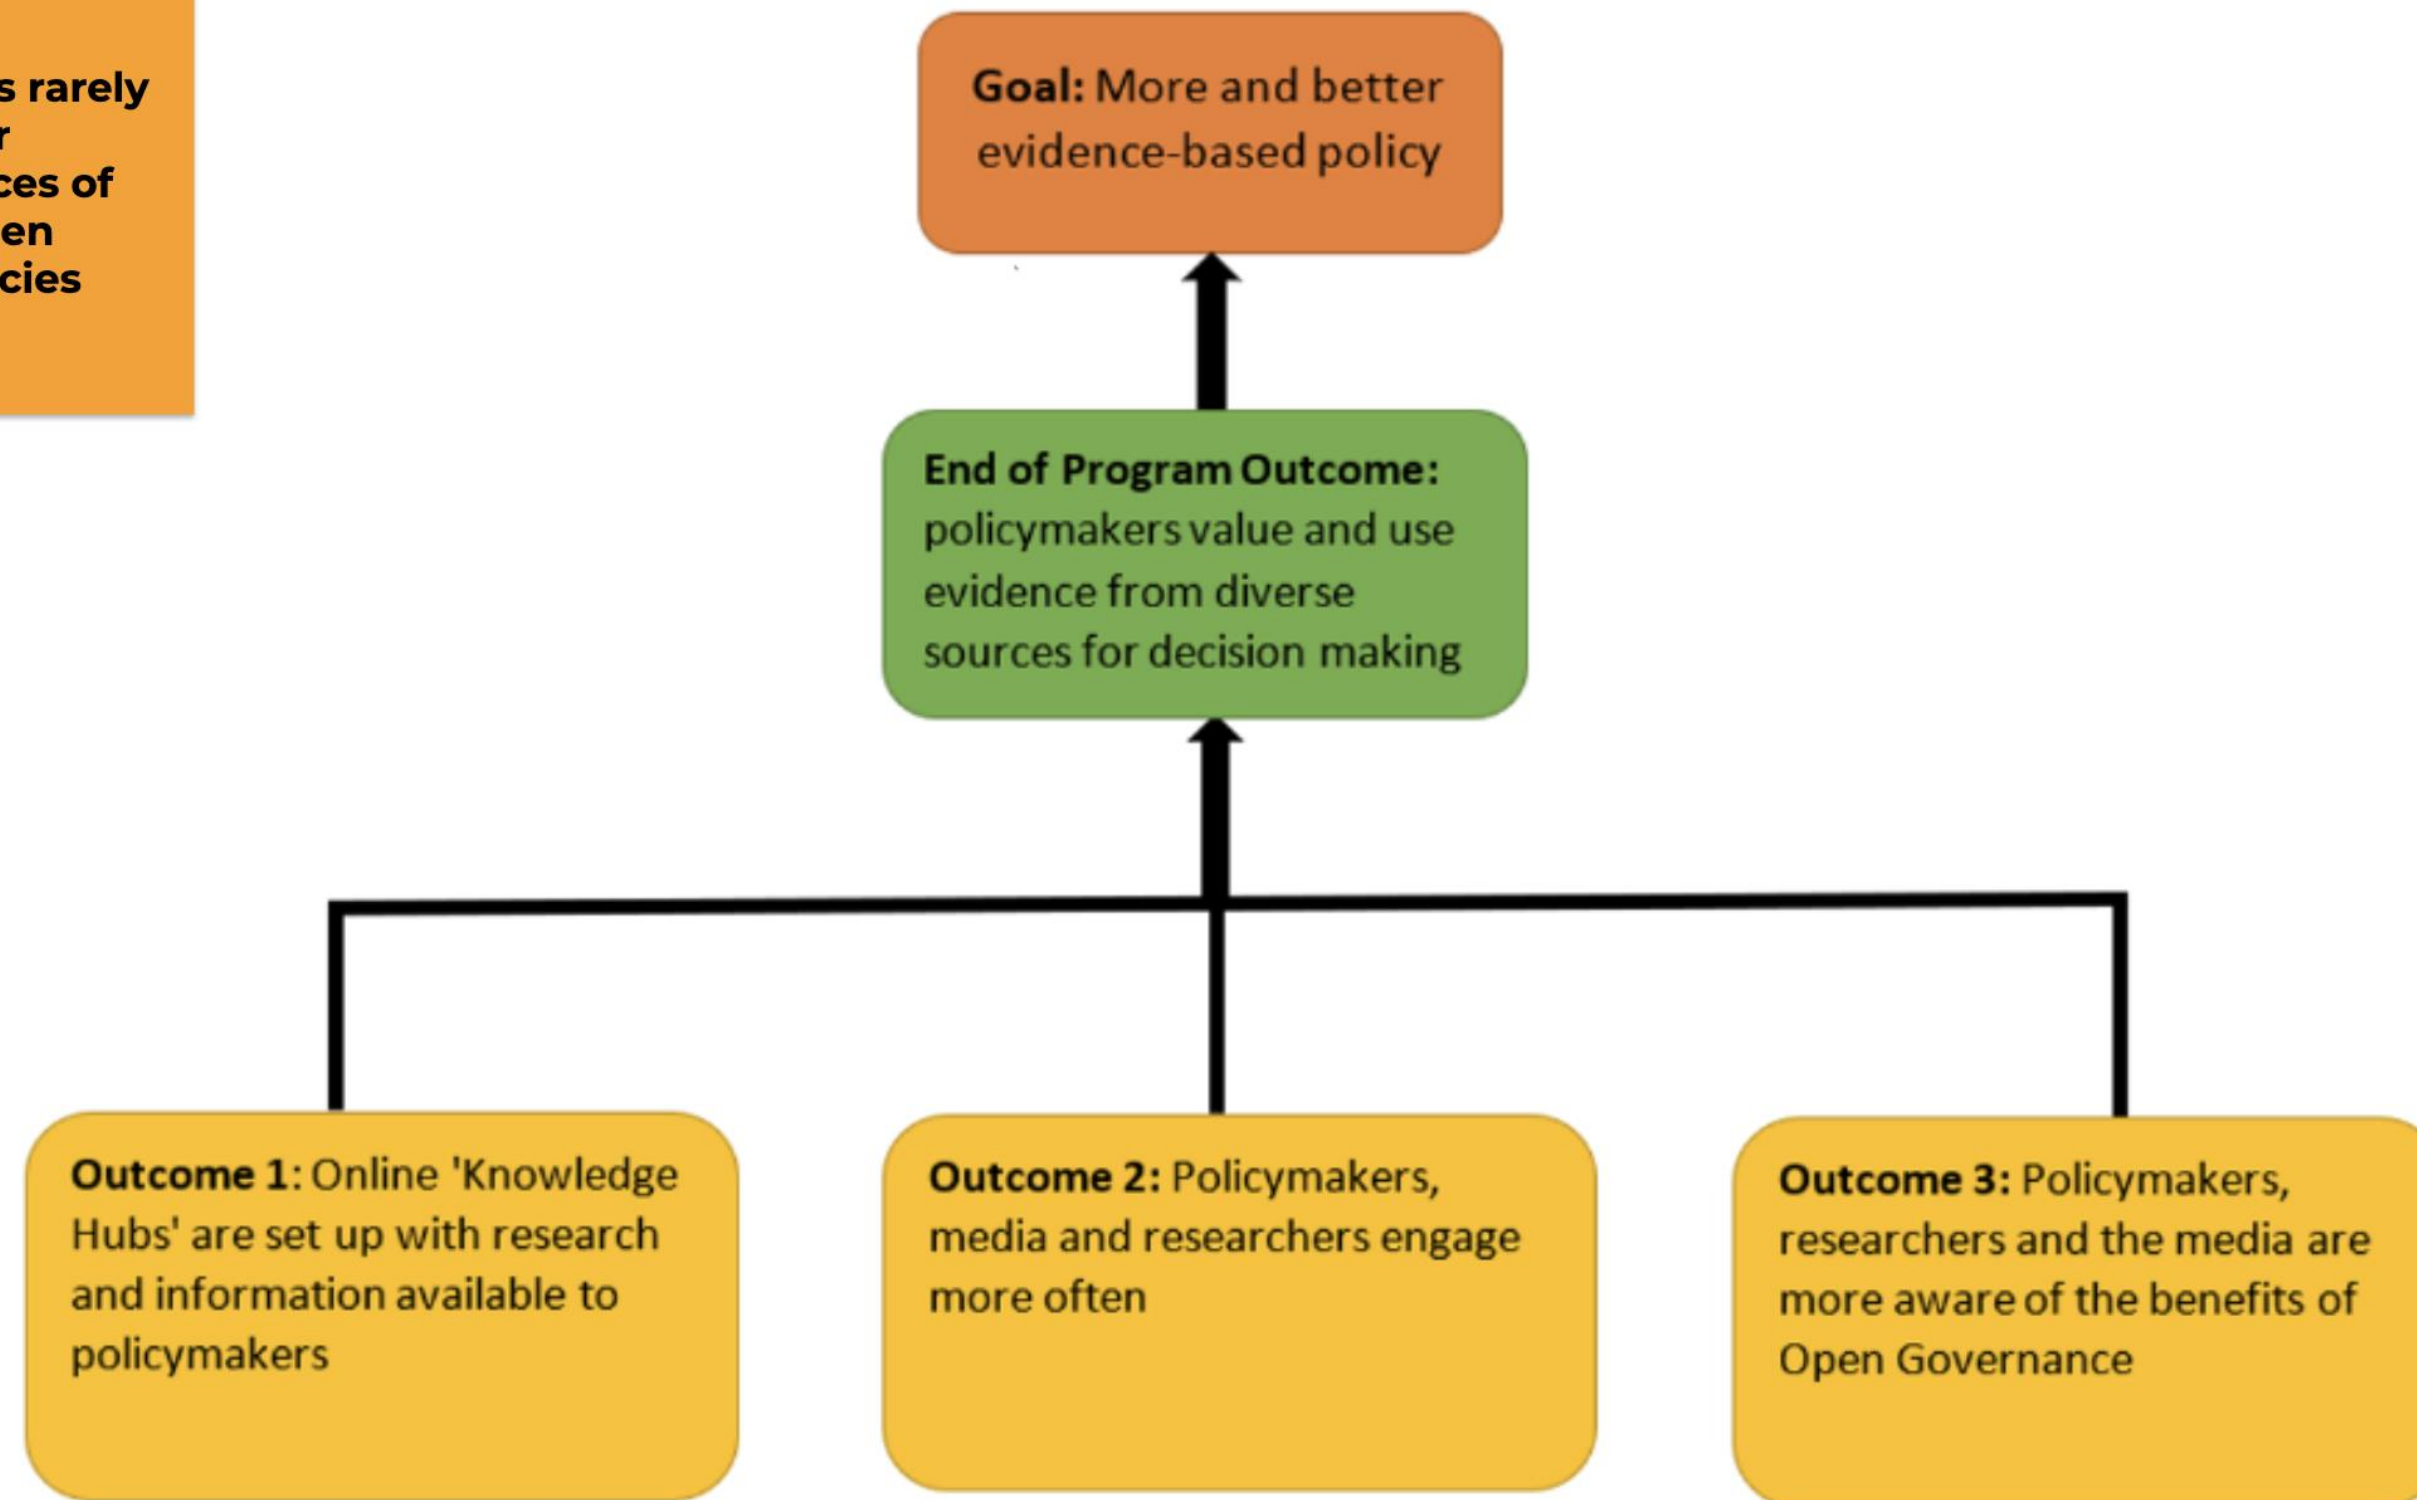 s rarely
r
ces of
en
cies
Goal: More and better
evidence-based policy
End of Program Outcome:
policymakers value and use
evidence from diverse
sources for decision making
Outcome 1: Online 'Knowledge
Hubs' are set up with research
and information available to
policymakers
Outcome 2: Policymakers,
media and researchers engage
more often
Outcome 3: Policymakers,
researchers and the media are
more aware of the benefits of
Open Governance